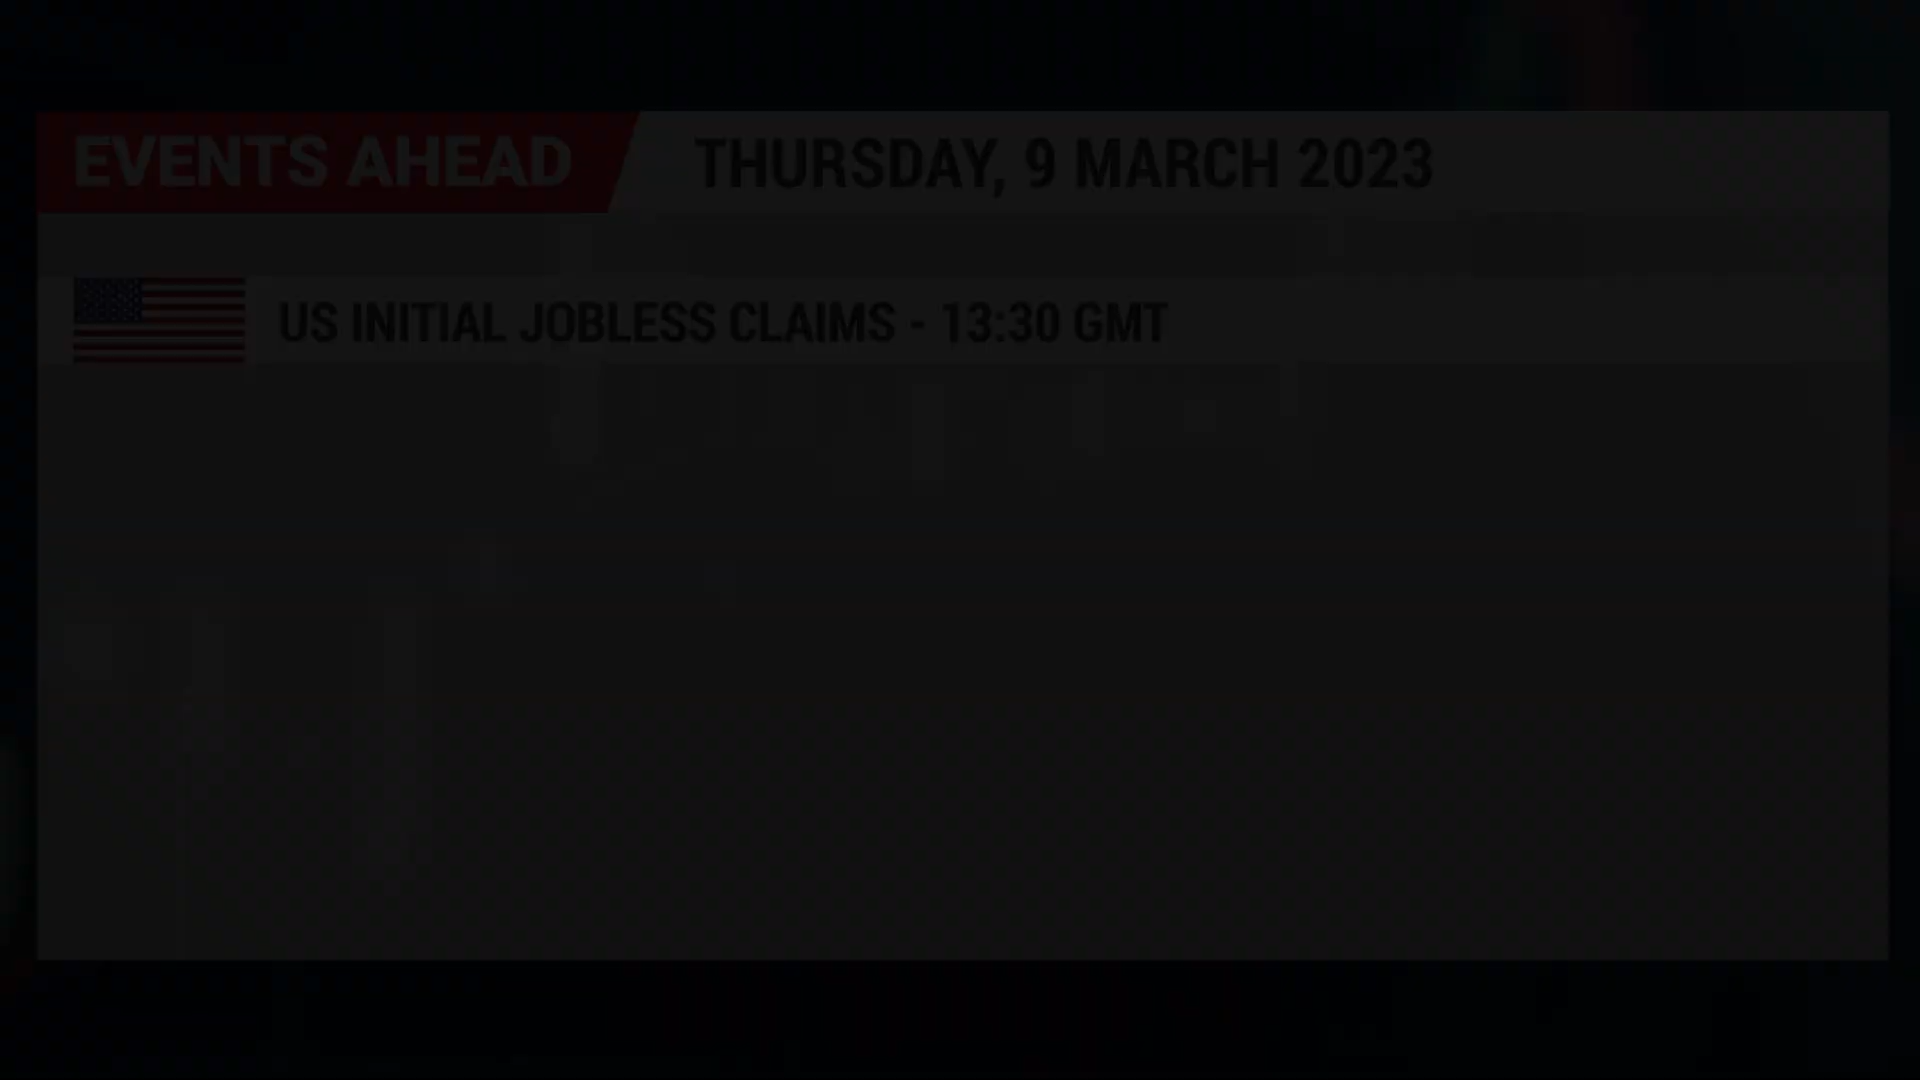 EVENTS AHEAD THURSDAY, 9 MARCH 2023
US INITIAL JOBLESS CLAIMS - 13:30 GMT